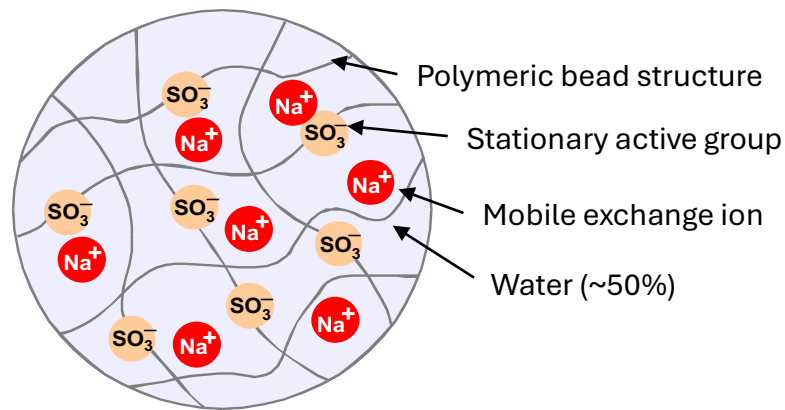 Polymeric bead structure
SO₃⁻
Na⁺
Na⁺
SO₃⁻
Stationary active group
Na⁺
SO₃⁻
SO₃⁻
Na⁺
Mobile exchange ion
SO₃⁻
Na⁺
Water (~50%)
SO₃⁻
Na⁺
SO₃⁻
Na⁺